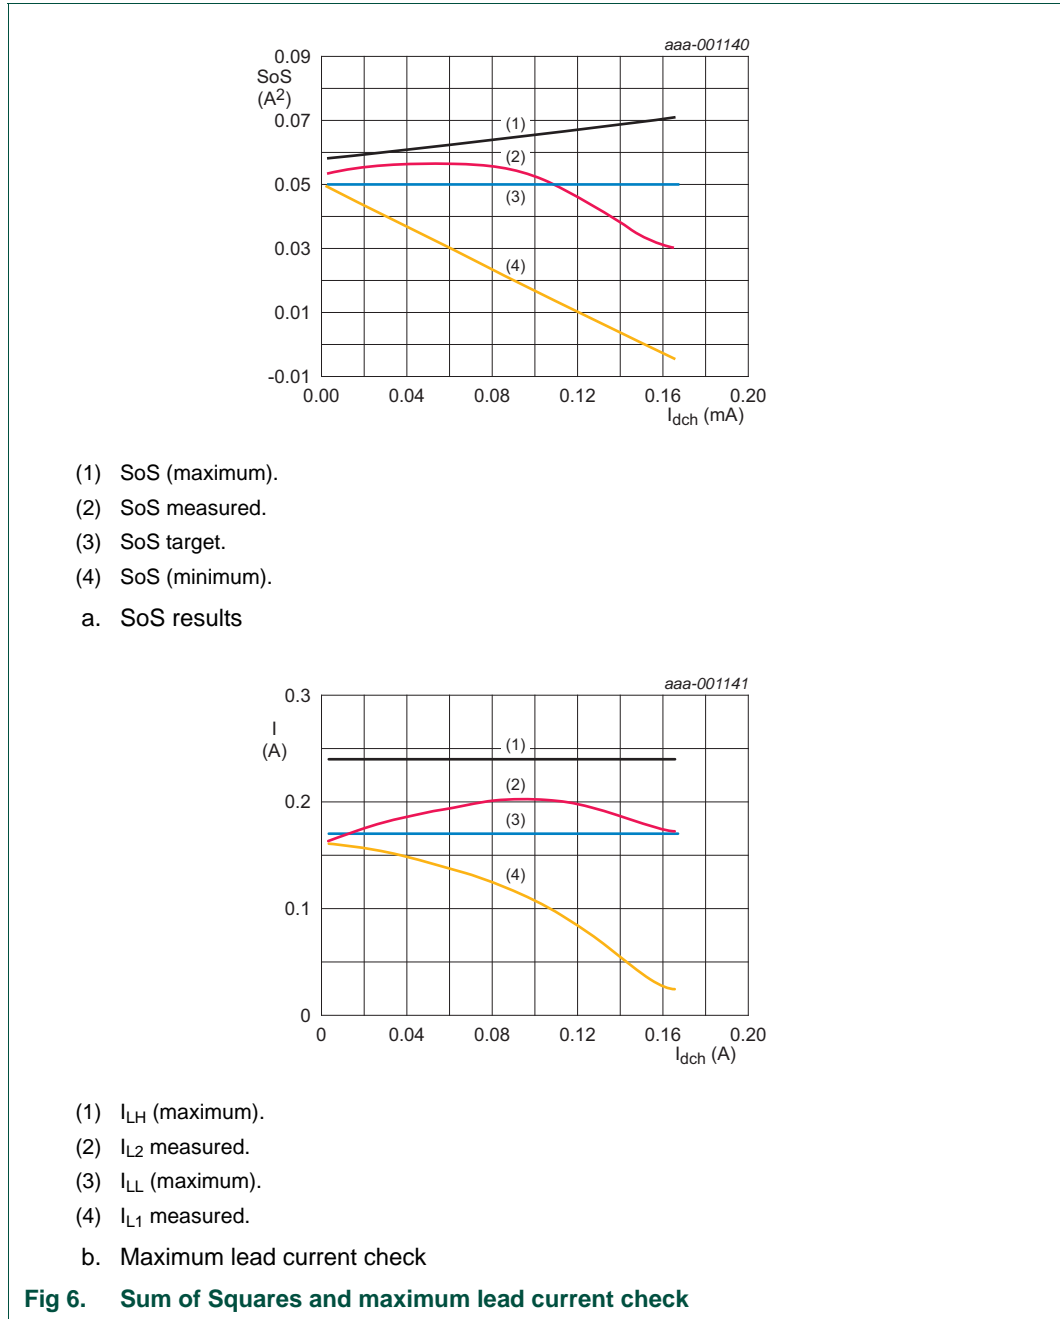 aaa-001140
0.09
SoS
(A2)
0.07
(1)
(2)
0.05
(3)
0.03
(4)
0.01
-0.01
0.00 0.04 0.08 0.12 0.16 0.20
Idch (mA)
(1) SoS (maximum).
(2) SoS measured.
(3) SoS target.
(4) SoS (minimum).
a. SoS results
aaa-001141
0.3
I
(A)
(1)
(2)
0.2
(3)
(4)
0.1
0
0 0.04 0.08 0.12 0.16 0.20
Idch (A)
(1) ILH (maximum).
(2) IL2 measured.
(3) ILL (maximum).
(4) IL1 measured.
b. Maximum lead current check
Fig 6. Sum of Squares and maximum lead current check